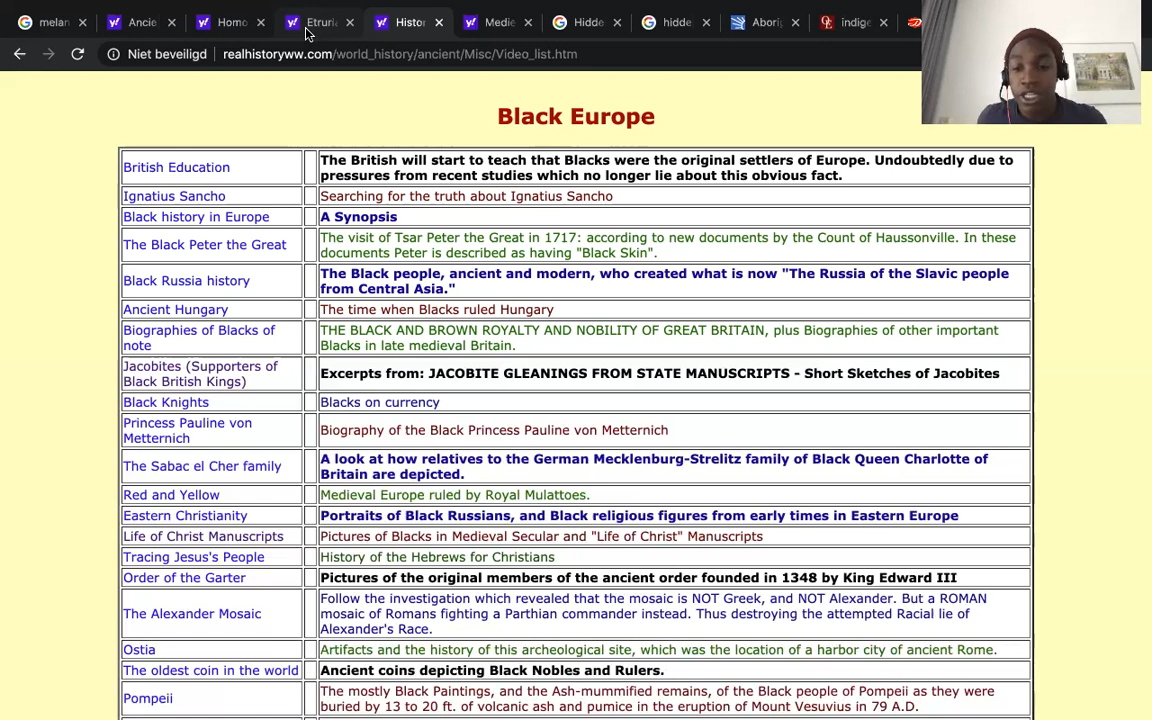 melan
Ancie
Homo
Etruri
Histor
Medie
Hidde
hidde
Abori
indige
Niet beveiligd
realhistoryww.com/world_history/ancient/Misc/Video_list.htm
Black Europe
British Education
The British will start to teach that Blacks were the original settlers of Europe. Undoubtedly due to
pressures from recent studies which no longer lie about this obvious fact.
Ignatius Sancho
Searching for the truth about Ignatius Sancho
Black history in Europe
A Synopsis
The Black Peter the Great
The visit of Tsar Peter the Great in 1717: according to new documents by the Count of Haussonville. In these
documents Peter is described as having "Black Skin".
Black Russia history
The Black people, ancient and modern, who created what is now "The Russia of the Slavic people
from Central Asia."
Ancient Hungary
The time when Blacks ruled Hungary
Biographies of Blacks of
note
THE BLACK AND BROWN ROYALTY AND NOBILITY OF GREAT BRITAIN, plus Biographies of other important
Blacks in late medieval Britain.
Jacobites (Supporters of
Black British Kings)
Excerpts from: JACOBITE GLEANINGS FROM STATE MANUSCRIPTS - Short Sketches of Jacobites
Black Knights
Blacks on currency
Princess Pauline von
Metternich
Biography of the Black Princess Pauline von Metternich
The Sabac el Cher family
A look at how relatives to the German Mecklenburg-Strelitz family of Black Queen Charlotte of
Britain are depicted.
Red and Yellow
Medieval Europe ruled by Royal Mulattoes.
Eastern Christianity
Portraits of Black Russians, and Black religious figures from early times in Eastern Europe
Life of Christ Manuscripts
Pictures of Blacks in Medieval Secular and "Life of Christ" Manuscripts
Tracing Jesus's People
History of the Hebrews for Christians
Order of the Garter
Pictures of the original members of the ancient order founded in 1348 by King Edward III
The Alexander Mosaic
Follow the investigation which revealed that the mosaic is NOT Greek, and NOT Alexander. But a ROMAN
mosaic of Romans fighting a Parthian commander instead. Thus destroying the attempted Racial lie of
Alexander's Race.
Ostia
Artifacts and the history of this archeological site, which was the location of a harbor city of ancient Rome.
The oldest coin in the world
Ancient coins depicting Black Nobles and Rulers.
Pompeii
The mostly Black Paintings, and the Ash-mummified remains, of the Black people of Pompeii as they were
buried by 13 to 20 ft. of volcanic ash and pumice in the eruption of Mount Vesuvius in 79 A.D.